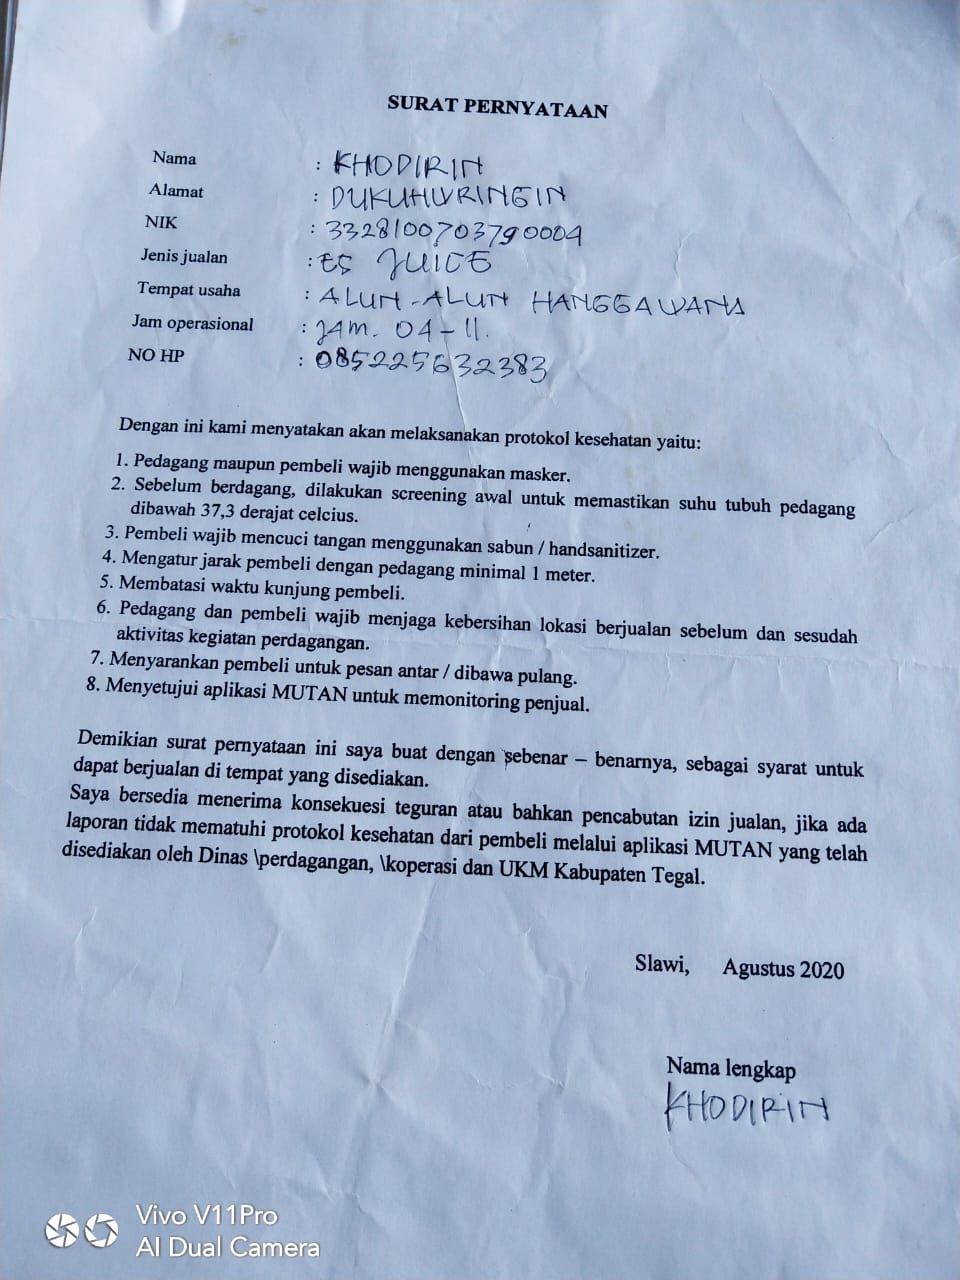 SURAT PERNYATAAN
Nama : KHODIRIN
Alamat : DUKUHWRINGIN
NIK : 3328100703790004
Jenis jualan : ES JUICE
Tempat usaha : ALUN-ALUN HANGGAWANA
Jam operasional : JAM. 04-11.
NO HP : 085225632383
Dengan ini kami menyatakan akan melaksanakan protokol kesehatan yaitu:
1. Pedagang maupun pembeli wajib menggunakan masker.
2. Sebelum berdagang, dilakukan screening awal untuk memastikan suhu tubuh pedagang
dibawah 37,3 derajat celcius.
3. Pembeli wajib mencuci tangan menggunakan sabun / handsanitizer.
4. Mengatur jarak pembeli dengan pedagang minimal 1 meter.
5. Membatasi waktu kunjung pembeli.
6. Pedagang dan pembeli wajib menjaga kebersihan lokasi berjualan sebelum dan sesudah
aktivitas kegiatan perdagangan.
7. Menyarankan pembeli untuk pesan antar / dibawa pulang.
8. Menyetujui aplikasi MUTAN untuk memonitoring penjual.
Demikian surat pernyataan ini saya buat dengan sebenar – benarnya, sebagai syarat untuk
dapat berjualan di tempat yang disediakan.
Saya bersedia menerima konsekuesi teguran atau bahkan pencabutan izin jualan, jika ada
laporan tidak mematuhi protokol kesehatan dari pembeli melalui aplikasi MUTAN yang telah
disediakan oleh Dinas \perdagangan, \koperasi dan UKM Kabupaten Tegal.
Slawi, Agustus 2020
Nama lengkap
KHODIRIN
Vivo V11Pro
AI Dual Camera